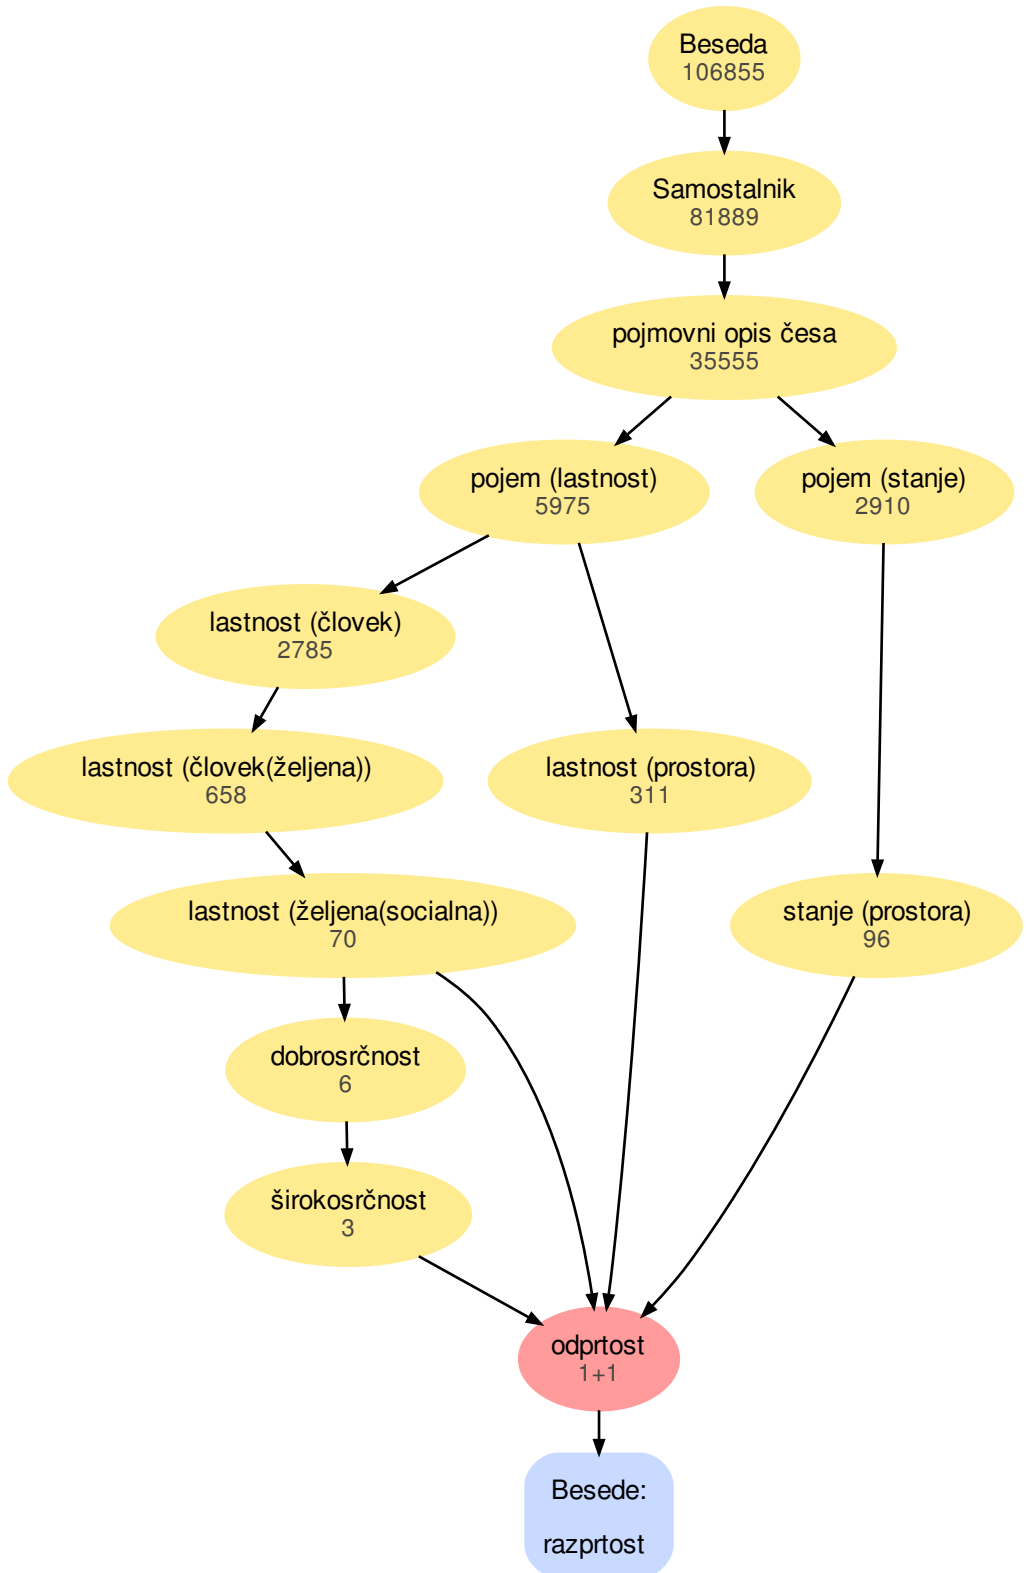 Beseda
106855
Samostalnik
81889
pojmovni opis česa
35555
pojem (lastnost)
5975
pojem (stanje)
2910
lastnost (človek)
2785
lastnost (človek(željena))
658
lastnost (prostora)
311
lastnost (željena(socialna))
70
stanje (prostora)
96
dobrosrčnost
6
širokosrčnost
3
odprtost
1+1
Besede:
razprtost